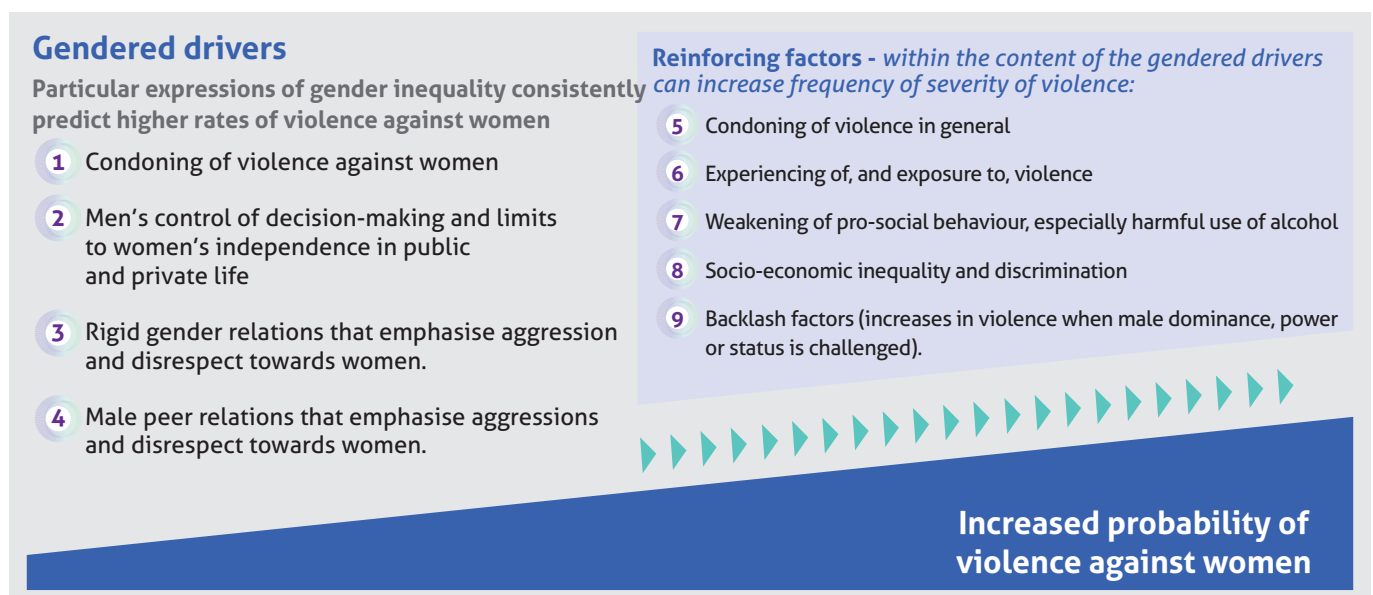 Gendered drivers
Particular expressions of gender inequality consistently
predict higher rates of violence against women
1 Condoning of violence against women
2 Men’s control of decision-making and limits
to women’s independence in public
and private life
3 Rigid gender relations that emphasise aggression
and disrespect towards women.
4 Male peer relations that emphasise aggressions
and disrespect towards women.
Reinforcing factors - within the content of the gendered drivers
can increase frequency of severity of violence:
5 Condoning of violence in general
6 Experiencing of, and exposure to, violence
7 Weakening of pro-social behaviour, especially harmful use of alcohol
8 Socio-economic inequality and discrimination
9 Backlash factors (increases in violence when male dominance, power
or status is challenged).
Increased probability of
violence against women